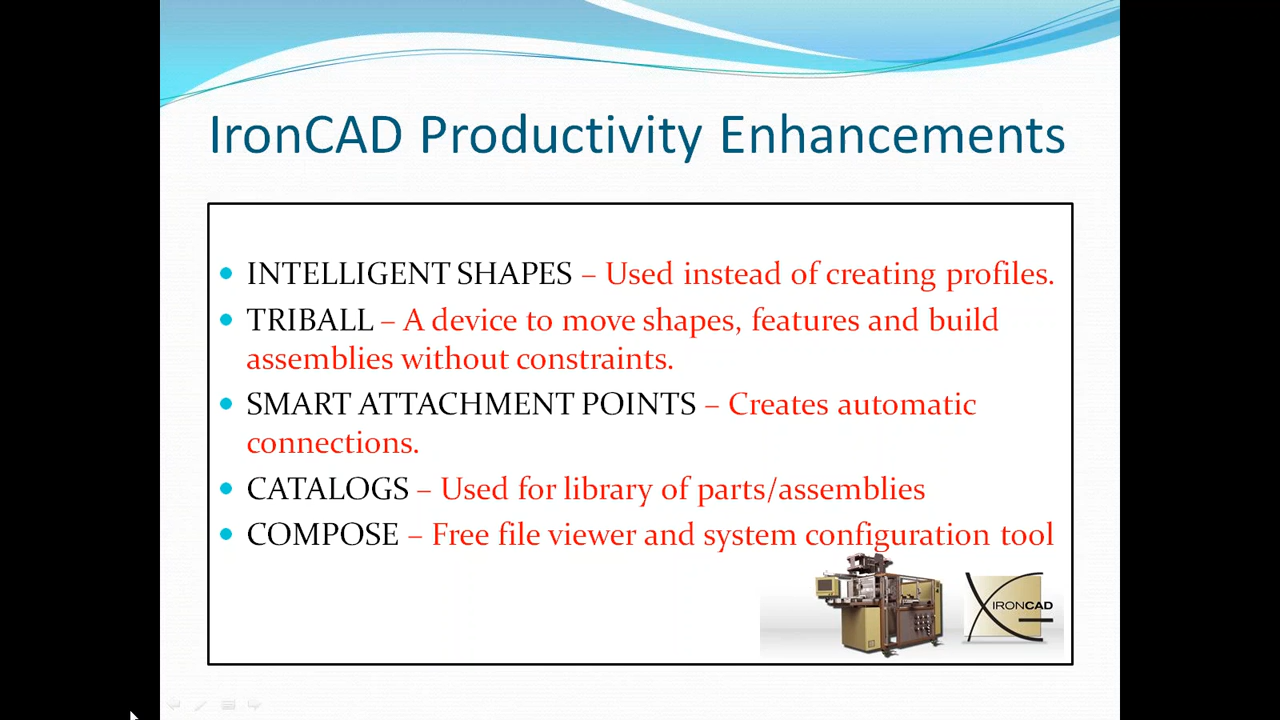 IronCAD Productivity Enhancements
• INTELLIGENT SHAPES – Used instead of creating profiles.
• TRIBALL – A device to move shapes, features and build
assemblies without constraints.
• SMART ATTACHMENT POINTS – Creates automatic
connections.
• CATALOGS – Used for library of parts/assemblies
• COMPOSE – Free file viewer and system configuration tool
IRONCAD